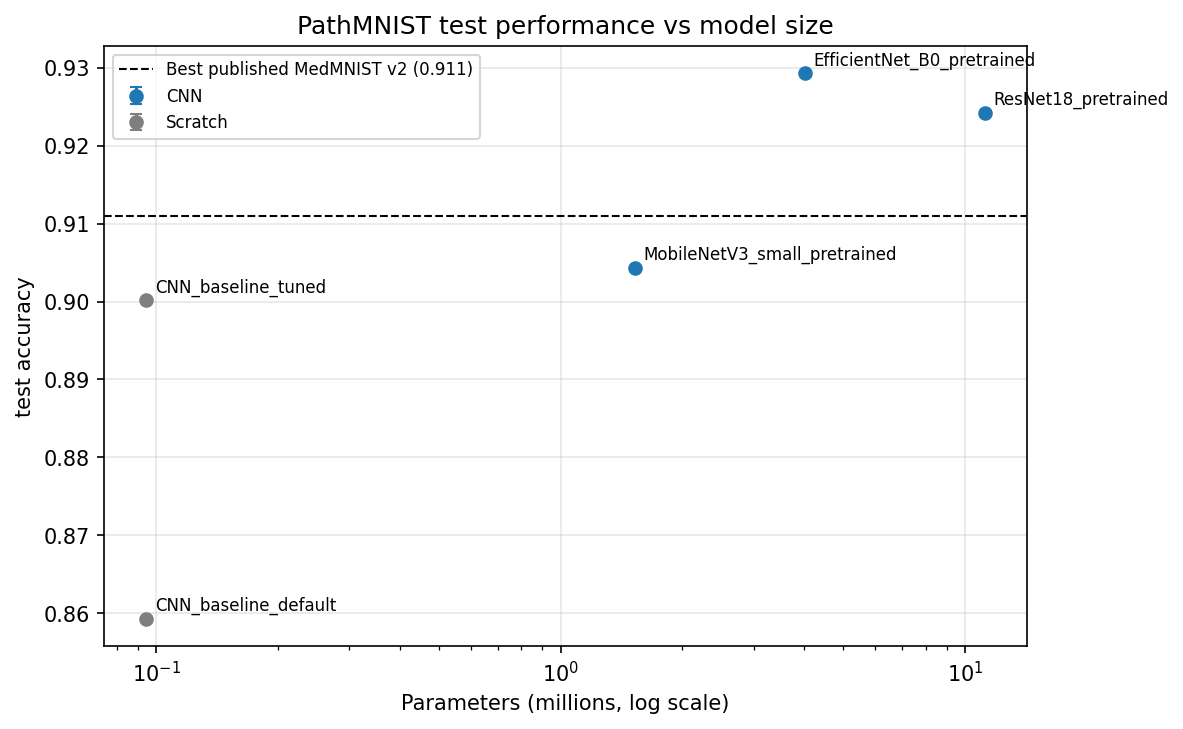 PathMNIST test performance vs model size
Best published MedMNIST v2 (0.911)
CNN
Scratch
EfficientNet_B0_pretrained
ResNet18_pretrained
MobileNetV3_small_pretrained
CNN_baseline_tuned
CNN_baseline_default
test accuracy
0.93
0.92
0.91
0.90
0.89
0.88
0.87
0.86
10⁻¹
10⁰
10¹
Parameters (millions, log scale)